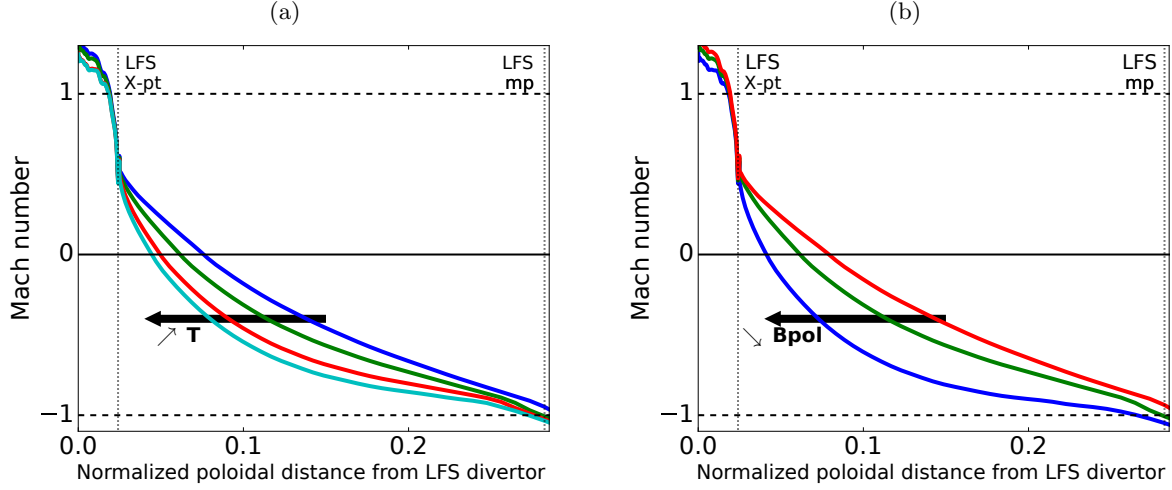 (a)
(b)
LFS
X-pt
LFS
mp
1
0
−1
Mach number
↗ T
0.0
0.1
0.2
Normalized poloidal distance from LFS divertor
LFS
X-pt
LFS
mp
1
0
−1
Mach number
↘ Bpol
0.0
0.1
0.2
Normalized poloidal distance from LFS divertor